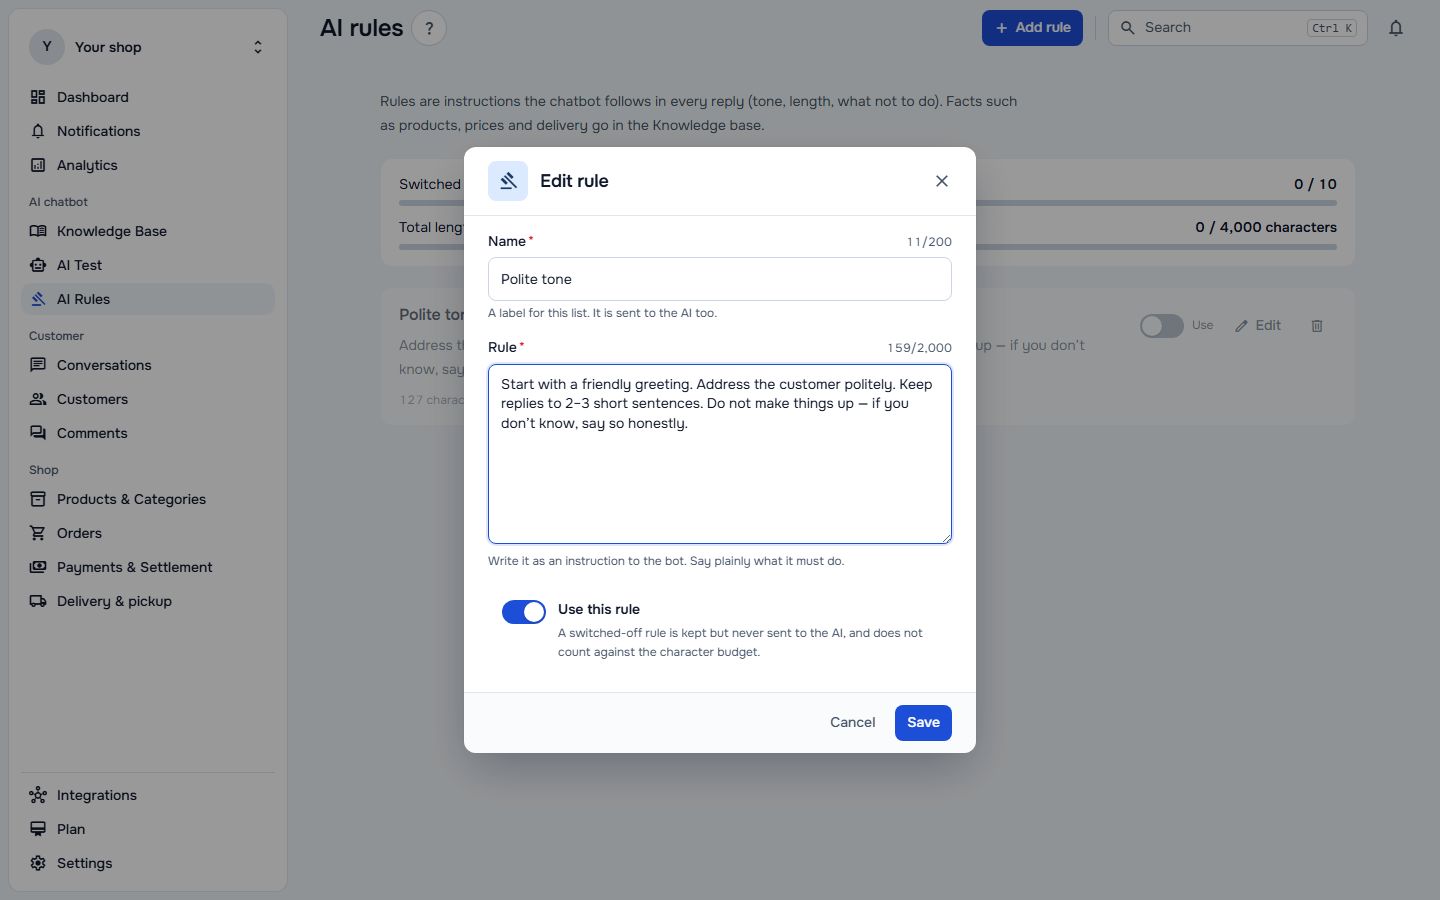 Y Your shop
Dashboard
Notifications
Analytics
AI chatbot
Knowledge Base
AI Test
AI Rules
Customer
Conversations
Customers
Comments
Shop
Products & Categories
Orders
Payments & Settlement
Delivery & pickup
Integrations
Plan
Settings
AI rules ?
+ Add rule
Search Ctrl K
Rules are instructions the chatbot follows in every reply (tone, length, what not to do). Facts such
as products, prices and delivery go in the Knowledge base.
Switched 0 / 10
Total 0 / 4,000 characters
Polite
Address up — if you don't
know, say
127
Use Edit
Edit rule
Name * 11/200
Polite tone
A label for this list. It is sent to the AI too.
Rule * 159/2,000
Start with a friendly greeting. Address the customer politely. Keep
replies to 2–3 short sentences. Do not make things up — if you
don't know, say so honestly.
Write it as an instruction to the bot. Say plainly what it must do.
Use this rule
A switched-off rule is kept but never sent to the AI, and does not
count against the character budget.
Cancel Save